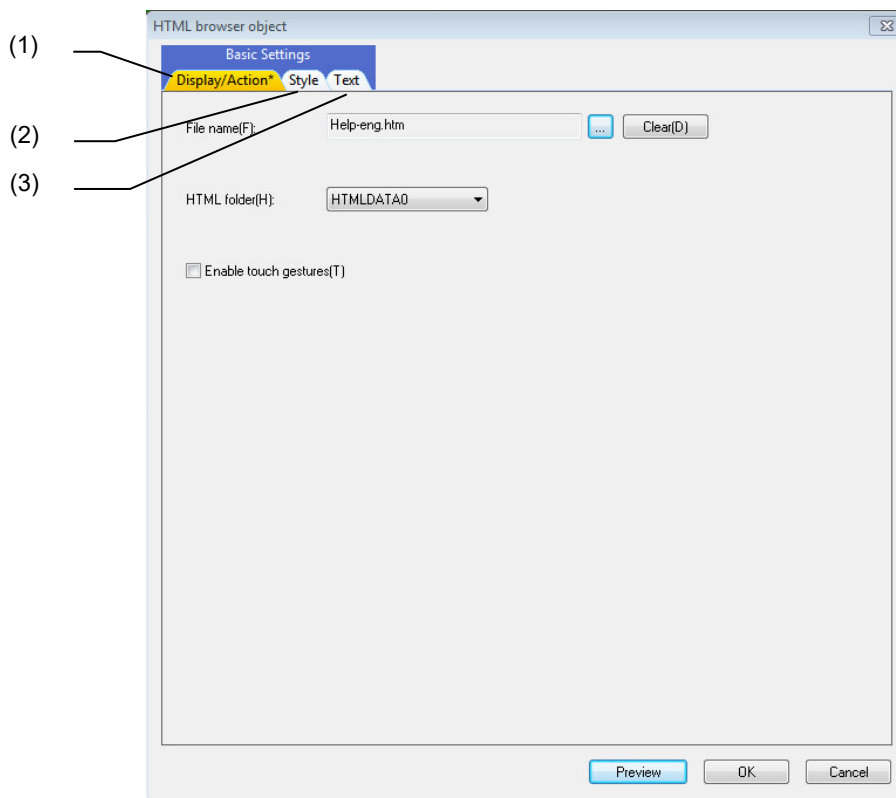 HTML browser object
(1)
Basic Settings
Display/Action* Style Text
(2)
File name(F): Help-eng.htm ... Clear(D)
(3)
HTML folder(H): HTMLDATA0
Enable touch gestures(T)
Preview OK Cancel